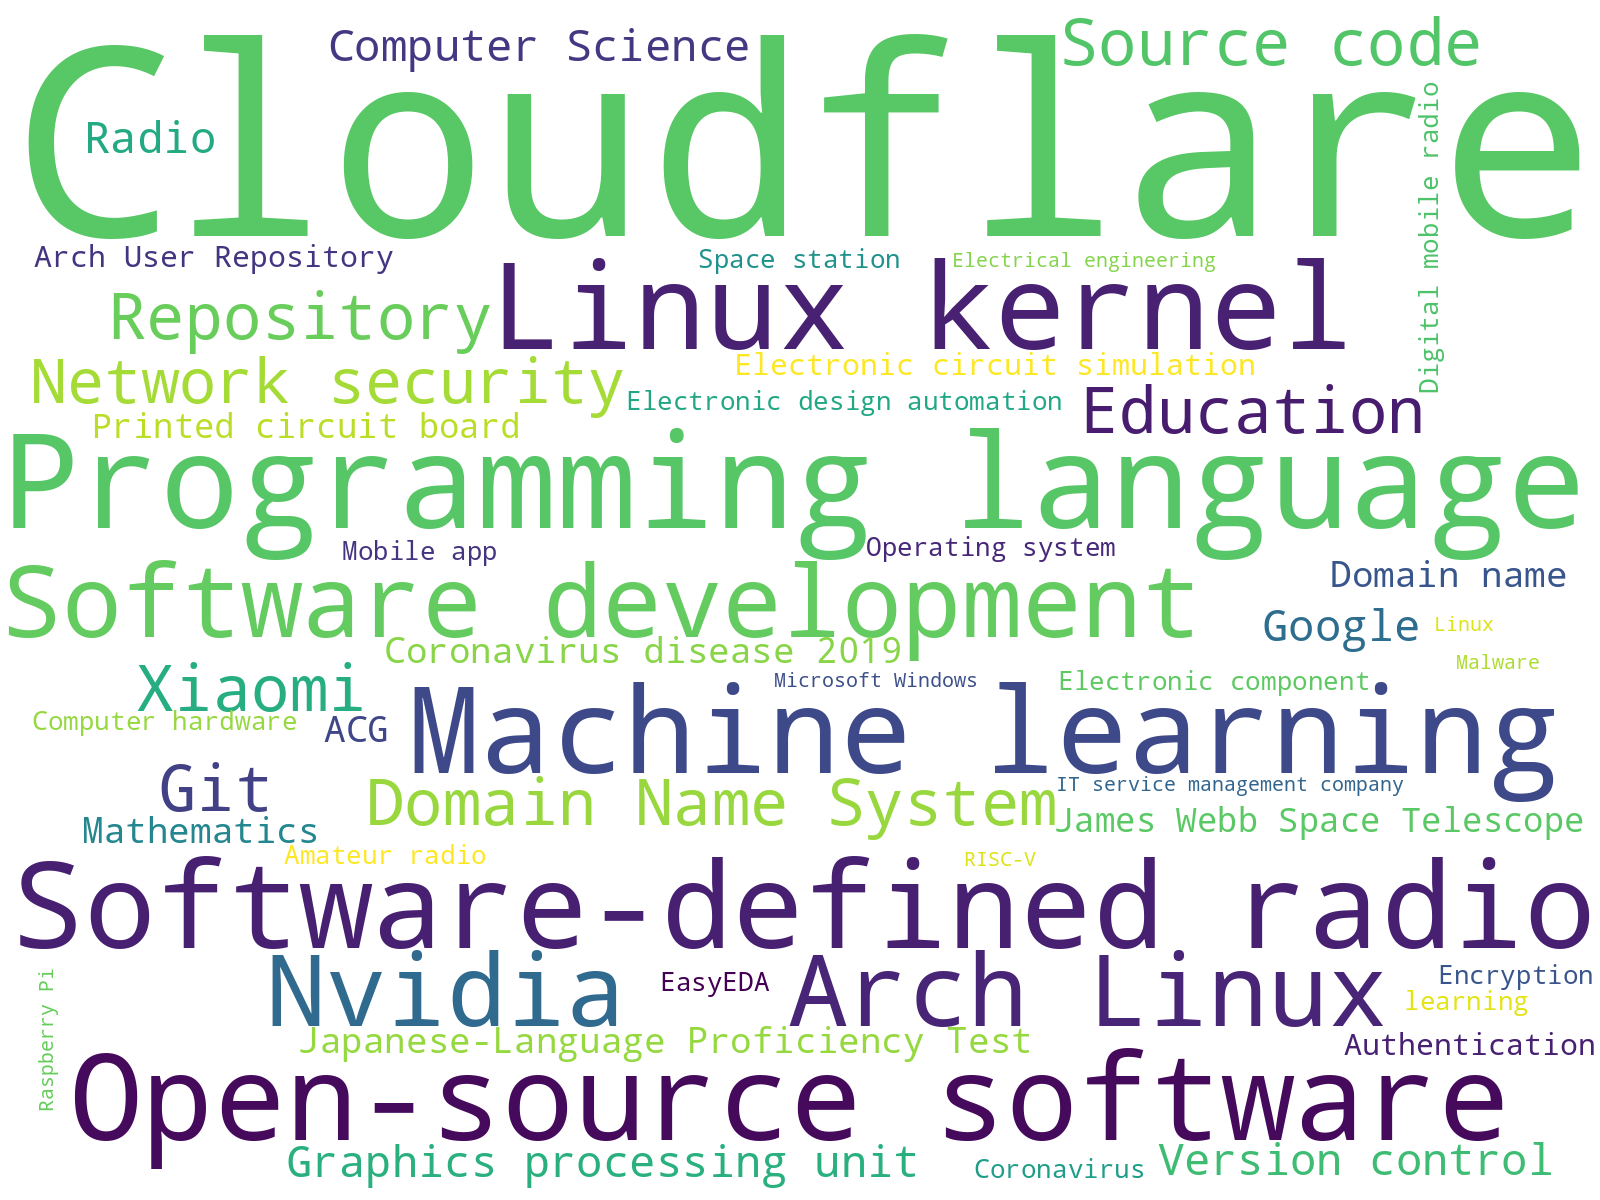 Computer Science
Source code
Cloudflare
Radio
Digital mobile radio
Arch User Repository
Space station
Electrical engineering
Repository
Linux kernel
Network security
Electronic circuit simulation
Electronic design automation
Education
Printed circuit board
Programming language
Mobile app
Operating system
Software development
Domain name
Google
Linux
Coronavirus disease 2019
Malware
Xiaomi
Microsoft Windows
Electronic component
Computer hardware
ACG
Machine learning
Git
Domain Name System
IT service management company
Mathematics
James Webb Space Telescope
Amateur radio
RISC-V
Software-defined radio
Raspberry Pi
Nvidia
EasyEDA
Arch Linux
Encryption
learning
Japanese-Language Proficiency Test
Authentication
Open-source software
Graphics processing unit
Coronavirus
Version control